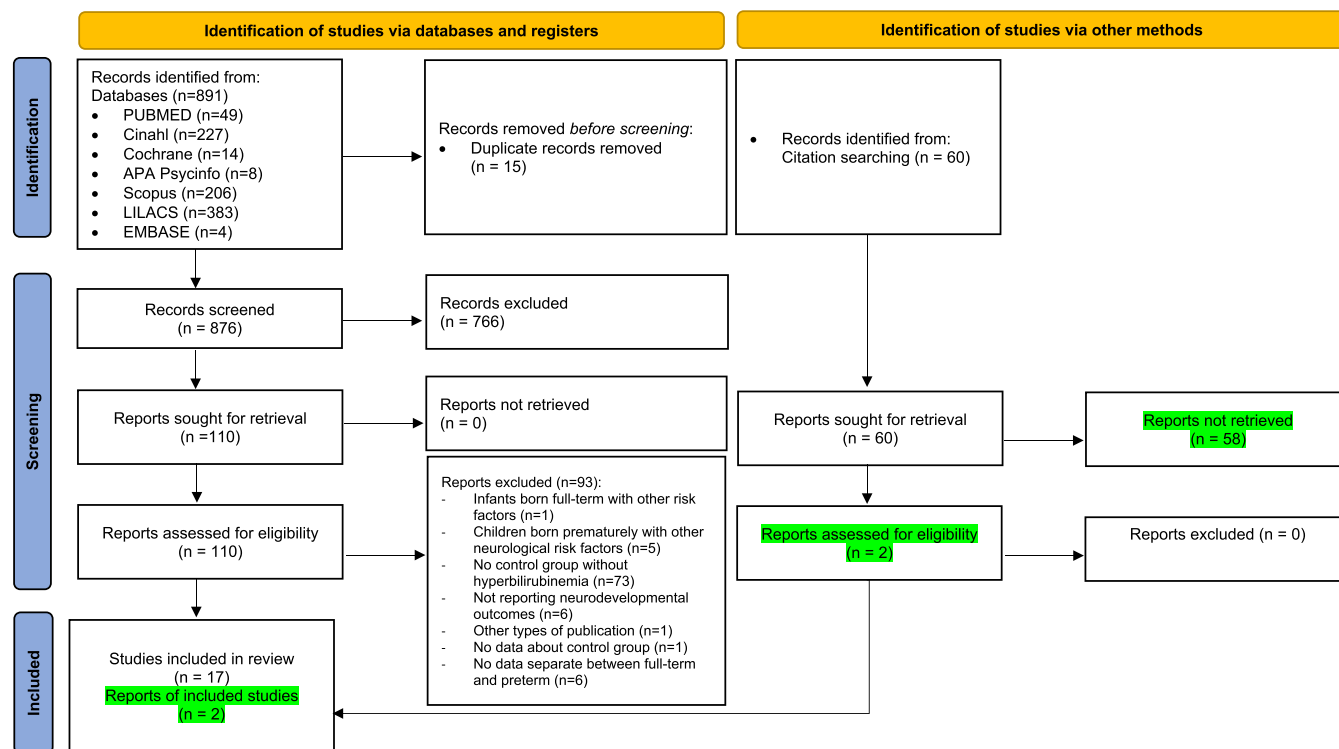 Identification of studies via databases and registers
Identification of studies via other methods
Identification
Records identified from:
Databases (n=891)
• PUBMED (n=49)
• Cinahl (n=227)
• Cochrane (n=14)
• APA Psycinfo (n=8)
• Scopus (n=206)
• LILACS (n=383)
• EMBASE (n=4)
Records removed before screening:
• Duplicate records removed
(n = 15)
• Records identified from:
Citation searching (n = 60)
Screening
Records screened
(n = 876)
Records excluded
(n = 766)
Reports sought for retrieval
(n =110)
Reports not retrieved
(n = 0)
Reports sought for retrieval
(n = 60)
Reports not retrieved
(n = 58)
Reports assessed for eligibility
(n = 110)
Reports excluded (n=93):
- Infants born full-term with other risk
factors (n=1)
- Children born prematurely with other
neurological risk factors (n=5)
- No control group without
hyperbilirubinemia (n=73)
- Not reporting neurodevelopmental
outcomes (n=6)
- Other types of publication (n=1)
- No data about control group (n=1)
- No data separate between full-term
and preterm (n=6)
Reports assessed for eligibility
(n = 2)
Reports excluded (n = 0)
Included
Studies included in review
(n = 17)
Reports of included studies
(n = 2)